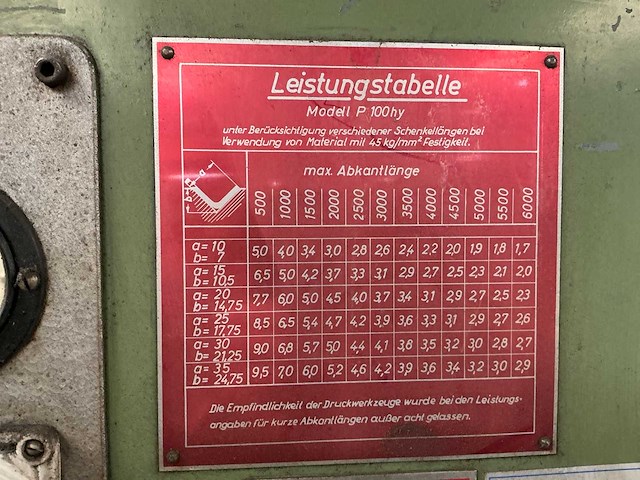 Leistungstabelle
Modell P 100hy
unter Berücksichtigung verschiedener Schenkellängen bei
Verwendung von Material mit 45 kg/mm² Festigkeit.
max. Abkantlänge
500 1000 1500 2000 2500 3000 3500 4000 4500 5000 5500 6000
a = 10
b = 7
5,0 4,0 3,4 3,0 2,8 2,6 2,4 2,2 2,0 1,9 1,8 1,7
a = 15
b = 10,5
6,5 5,0 4,2 3,7 3,3 3,1 2,9 2,7 2,5 2,3 2,1 2,0
a = 20
b = 14,75
7,7 6,0 5,0 4,5 4,0 3,7 3,4 3,1 2,9 2,7 2,5 2,3
a = 25
b = 17,75
8,5 6,5 5,4 4,7 4,2 3,9 3,6 3,3 3,1 2,9 2,7 2,6
a = 30
b = 21,25
9,0 6,8 5,7 5,0 4,4 4,1 3,8 3,5 3,2 3,0 2,8 2,7
a = 35
b = 24,75
9,5 7,0 6,0 5,2 4,6 4,2 3,9 3,6 3,4 3,2 3,0 2,9
Die Empfindlichkeit der Druckwerkzeuge wurde bei den Leistungs-
angaben für kurze Abkantlängen außer acht gelassen.